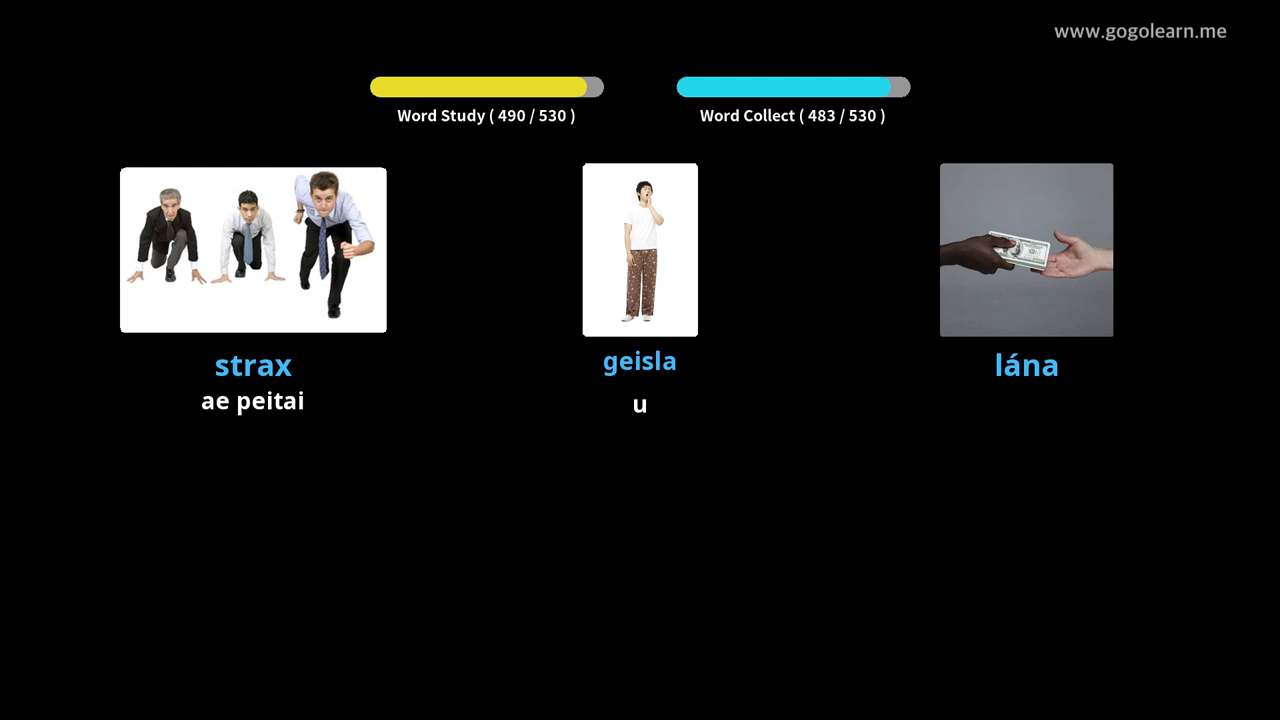 www.gogolearn.me
Word Study ( 490 / 530 )
Word Collect ( 483 / 530 )
strax
ae peitai
geisla
u
lána